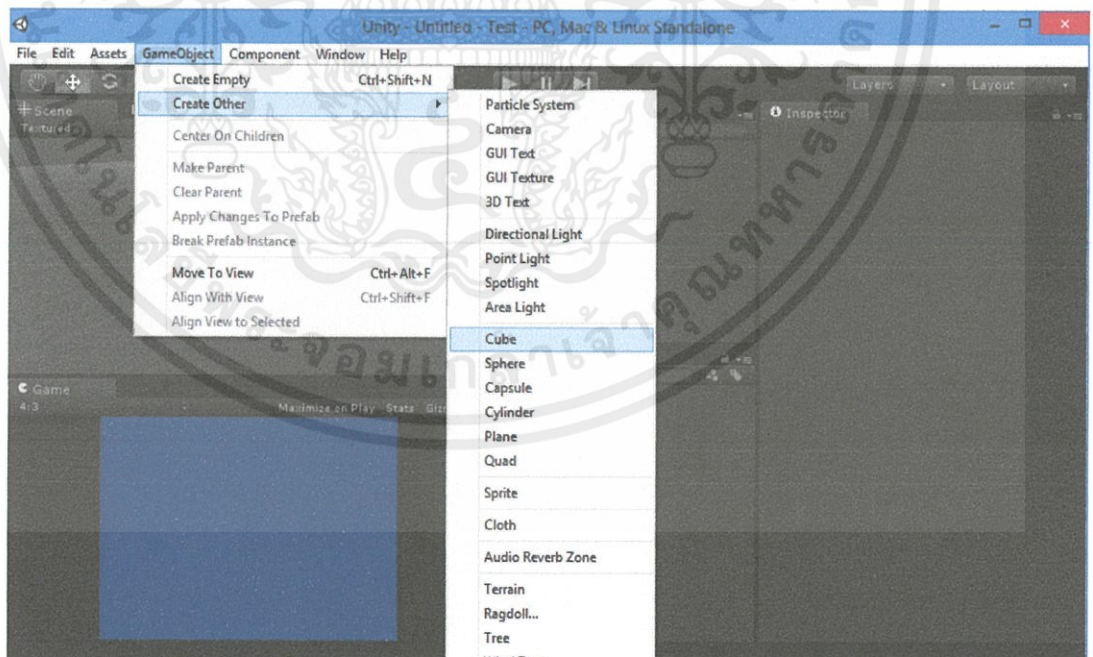 Unity - Untitled - Test - PC, Mac & Linux Standalone
File Edit Assets GameObject Component Window Help
Create Empty Ctrl+Shift+N
Create Other
Center On Children
Make Parent
Clear Parent
Apply Changes To Prefab
Break Prefab Instance
Move To View Ctrl+Alt+F
Align With View Ctrl+Shift+F
Align View to Selected
Particle System
Camera
GUI Text
GUI Texture
3D Text
Directional Light
Point Light
Spotlight
Area Light
Cube
Sphere
Capsule
Cylinder
Plane
Quad
Sprite
Cloth
Audio Reverb Zone
Terrain
Ragdoll...
Tree
Layers Layout
Scene
Textured
Inspector
Game
4:3 Maximize on Play Stats